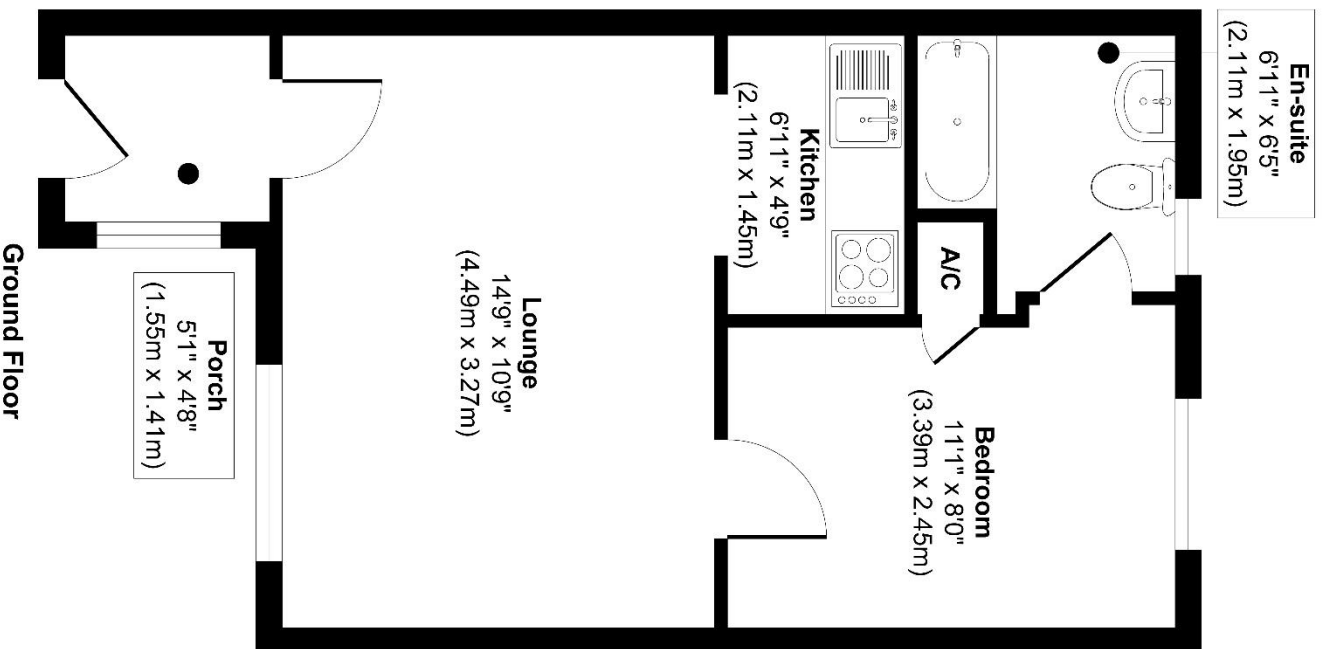 En-suite
6'11" x 6'5"
(2.11m x 1.95m)
Kitchen
6'11" x 4'9"
(2.11m x 1.45m)
A/C
Bedroom
11'1" x 8'0"
(3.39m x 2.45m)
Lounge
14'9" x 10'9"
(4.49m x 3.27m)
Porch
5'1" x 4'8"
(1.55m x 1.41m)
Ground Floor